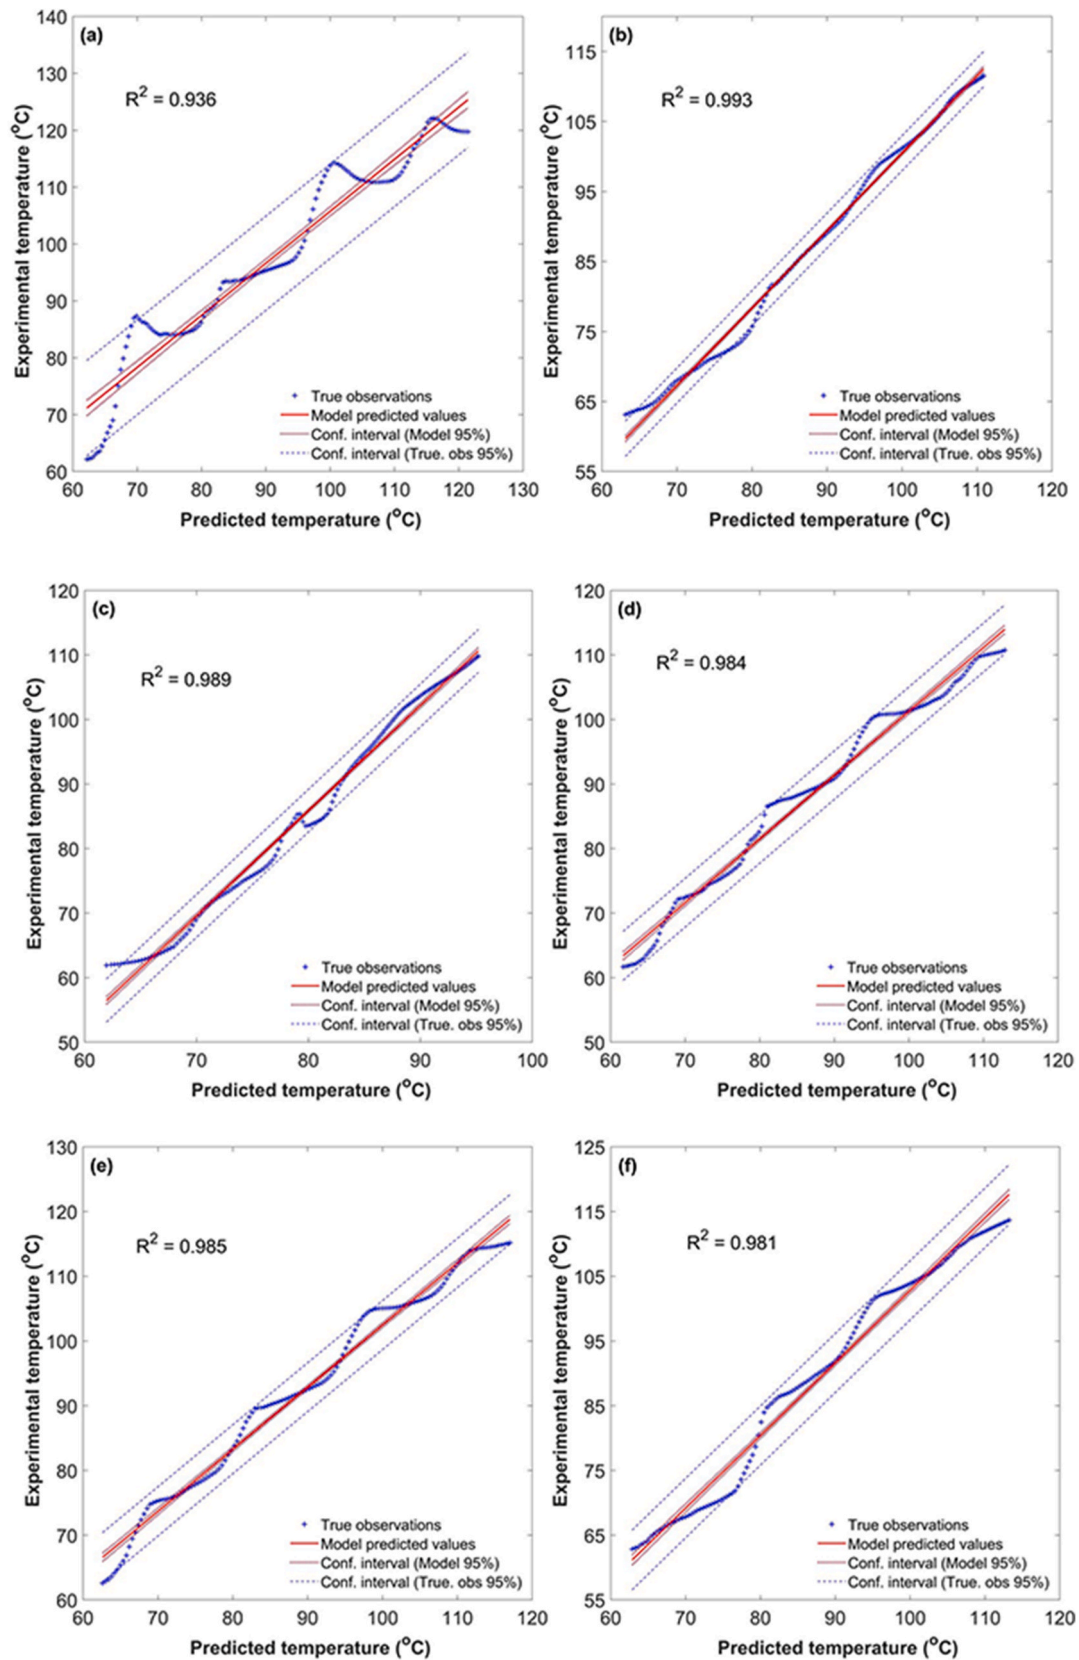 (a)
R² = 0.936
Experimental temperature (°C)
140
130
120
110
100
90
80
70
60
True observations
Model predicted values
Conf. interval (Model 95%)
Conf. interval (True. obs 95%)
60 70 80 90 100 110 120 130
Predicted temperature (°C)
(b)
R² = 0.993
Experimental temperature (°C)
115
105
95
85
75
65
55
True observations
Model predicted values
Conf. interval (Model 95%)
Conf. interval (True. obs 95%)
60 70 80 90 100 110 120
Predicted temperature (°C)
(c)
R² = 0.989
Experimental temperature (°C)
120
110
100
90
80
70
60
50
True observations
Model predicted values
Conf. interval (Model 95%)
Conf. interval (True. obs 95%)
60 70 80 90 100
Predicted temperature (°C)
(d)
R² = 0.984
Experimental temperature (°C)
120
110
100
90
80
70
60
50
True observations
Model predicted values
Conf. interval (Model 95%)
Conf. interval (True. obs 95%)
60 70 80 90 100 110 120
Predicted temperature (°C)
(e)
R² = 0.985
Experimental temperature (°C)
130
120
110
100
90
80
70
60
True observations
Model predicted values
Conf. interval (Model 95%)
Conf. interval (True. obs 95%)
60 70 80 90 100 110 120
Predicted temperature (°C)
(f)
R² = 0.981
Experimental temperature (°C)
125
115
105
95
85
75
65
55
True observations
Model predicted values
Conf. interval (Model 95%)
Conf. interval (True. obs 95%)
60 70 80 90 100 110 120
Predicted temperature (°C)